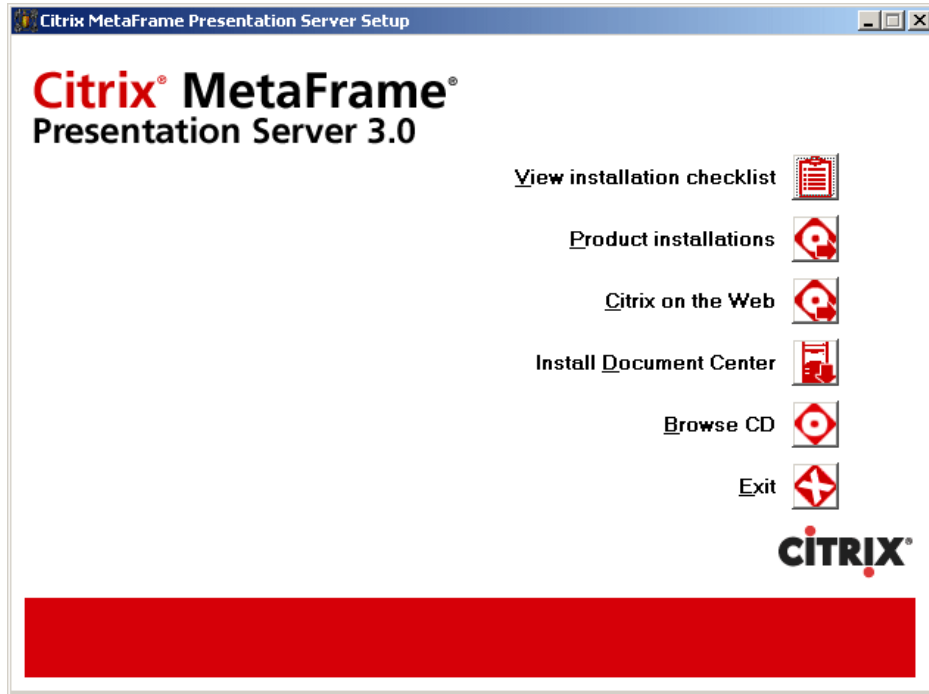 Citrix MetaFrame Presentation Server Setup
Citrix® MetaFrame®
Presentation Server 3.0
View installation checklist
Product installations
Citrix on the Web
Install Document Center
Browse CD
Exit
CITRIX®